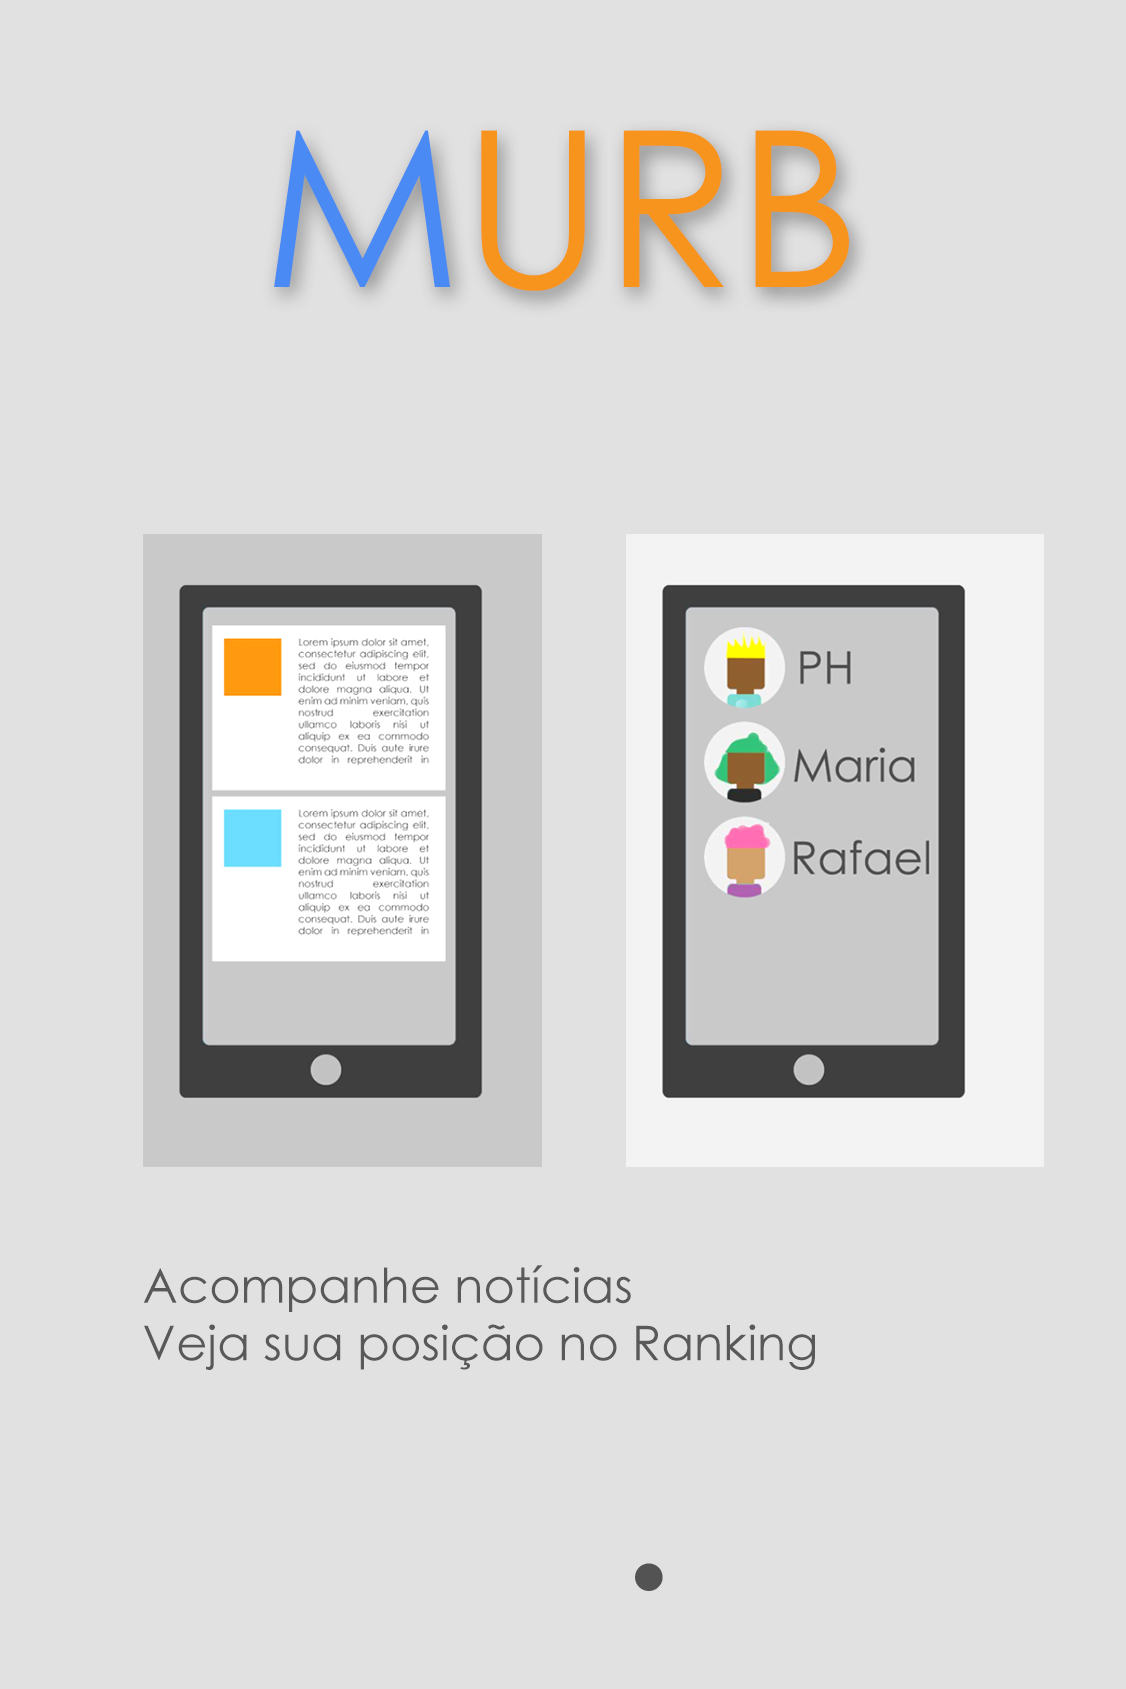 MURB
Lorem ipsum dolor sit amet,
consectetur adipiscing elit,
sed do eiusmod tempor
incididunt ut labore et
dolore magna aliqua. Ut
enim ad minim veniam, quis
nostrud exercitation
ullamco laboris nisi ut
aliquip ex ea commodo
consequat. Duis aute irure
dolor in reprehenderit in
Lorem ipsum dolor sit amet,
consectetur adipiscing elit,
sed do eiusmod tempor
incididunt ut labore et
dolore magna aliqua. Ut
enim ad minim veniam, quis
nostrud exercitation
ullamco laboris nisi ut
aliquip ex ea commodo
consequat. Duis aute irure
dolor in reprehenderit in
PH
Maria
Rafael
Acompanhe notícias
Veja sua posição no Ranking